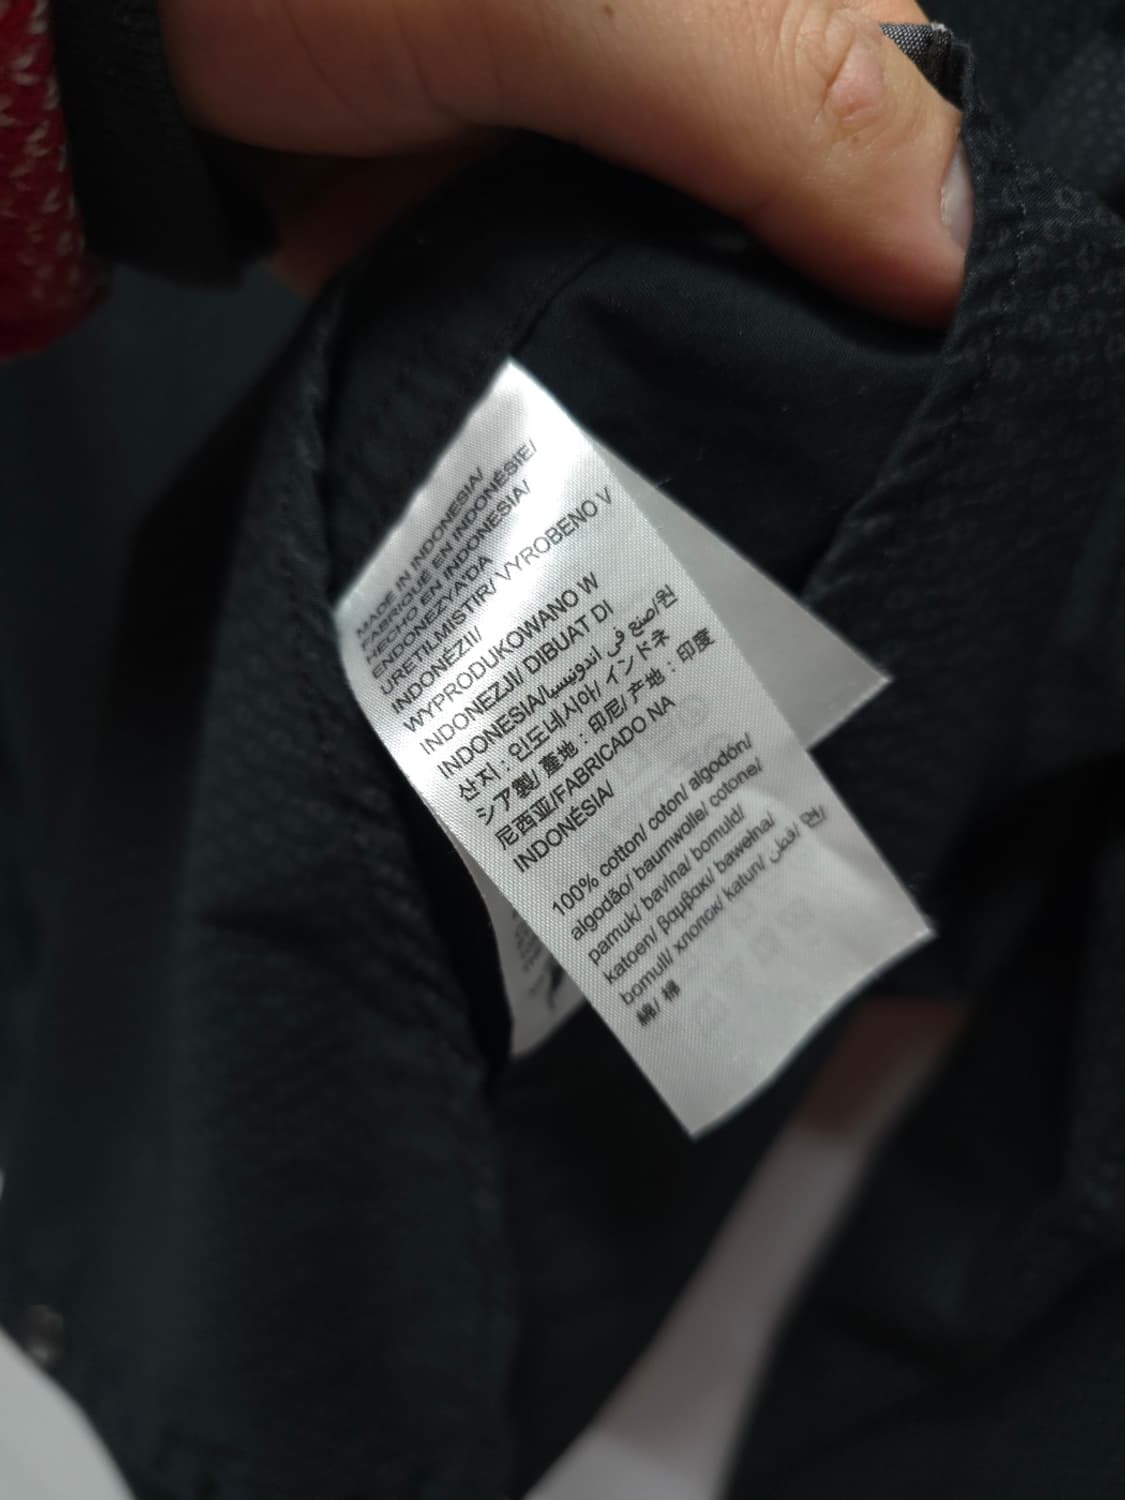 MADE IN INDONESIA/
FABRIQUÉ EN INDONÉSIE/
HECHO EN INDONESIA/
ENDONEZYA'DA
URETILMISTIR/ VYROBENO V
INDONÉZII/
WYPRODUKOWANO W
INDONEZJI/ DIBUAT DI
INDONESIA/صنع في اندونيسيا/원
산지 : 인도네시아/ インドネ
シア製/ 產地 : 印尼/ 产地 : 印度
尼西亚/FABRICADO NA
INDONÉSIA/
100% cotton/ coton/ algodón/
algodão/ baumwolle/ cotone/
pamuk/ bavlna/ bomuld/
katoen/ βαμβακι/ bawełna/
bomull/ хлопок/ katun/ قطن/ 면/
綿/ 棉